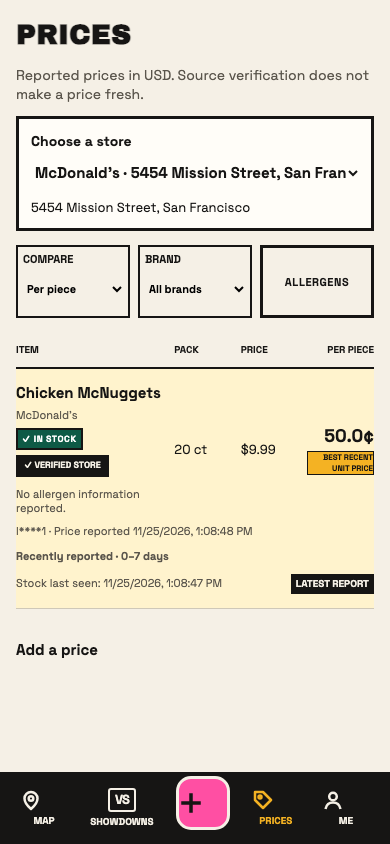 PRICES
Reported prices in USD. Source verification does not
make a price fresh.
Choose a store
McDonald's · 5454 Mission Street, San Fran
5454 Mission Street, San Francisco
COMPARE
Per piece
BRAND
All brands
ALLERGENS
ITEM PACK PRICE PER PIECE
Chicken McNuggets
McDonald's
✓ IN STOCK
✓ VERIFIED STORE
20 ct
$9.99
50.0¢
BEST RECENT
UNIT PRICE
No allergen information
reported.
l****1 · Price reported 11/25/2026, 1:08:48 PM
Recently reported · 0–7 days
Stock last seen: 11/25/2026, 1:08:47 PM
LATEST REPORT
Add a price
MAP
VS
SHOWDOWNS
+
PRICES
ME